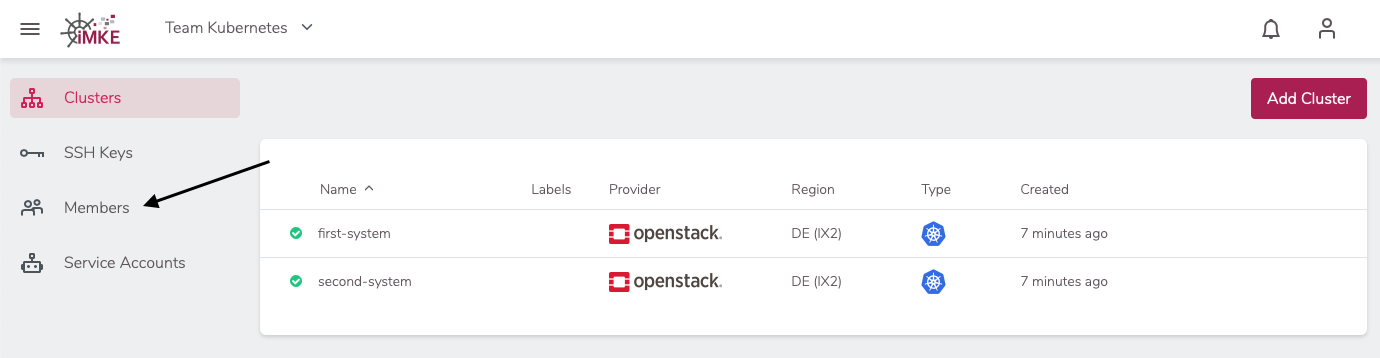 iMKE
Team Kubernetes
Clusters
Add Cluster
SSH Keys
Members
Service Accounts
Name Labels Provider Region Type Created
first-system openstack. DE (IX2) 7 minutes ago
second-system openstack. DE (IX2) 7 minutes ago